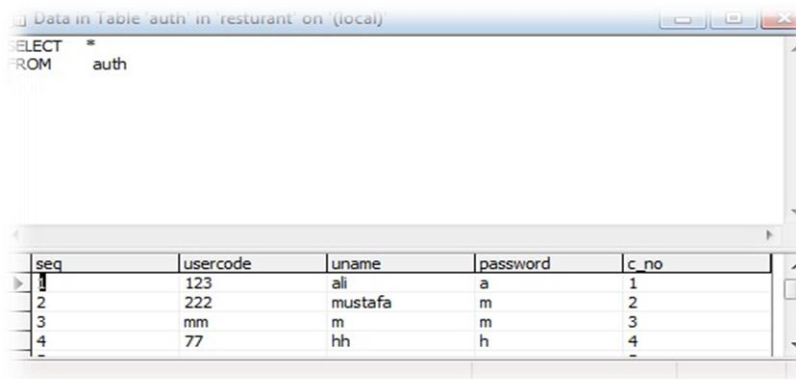 Data in Table 'auth' in 'resturant' on '(local)'
SELECT *
FROM auth
seq usercode uname password c_no
1 123 ali a 1
2 222 mustafa m 2
3 mm m m 3
4 77 hh h 4